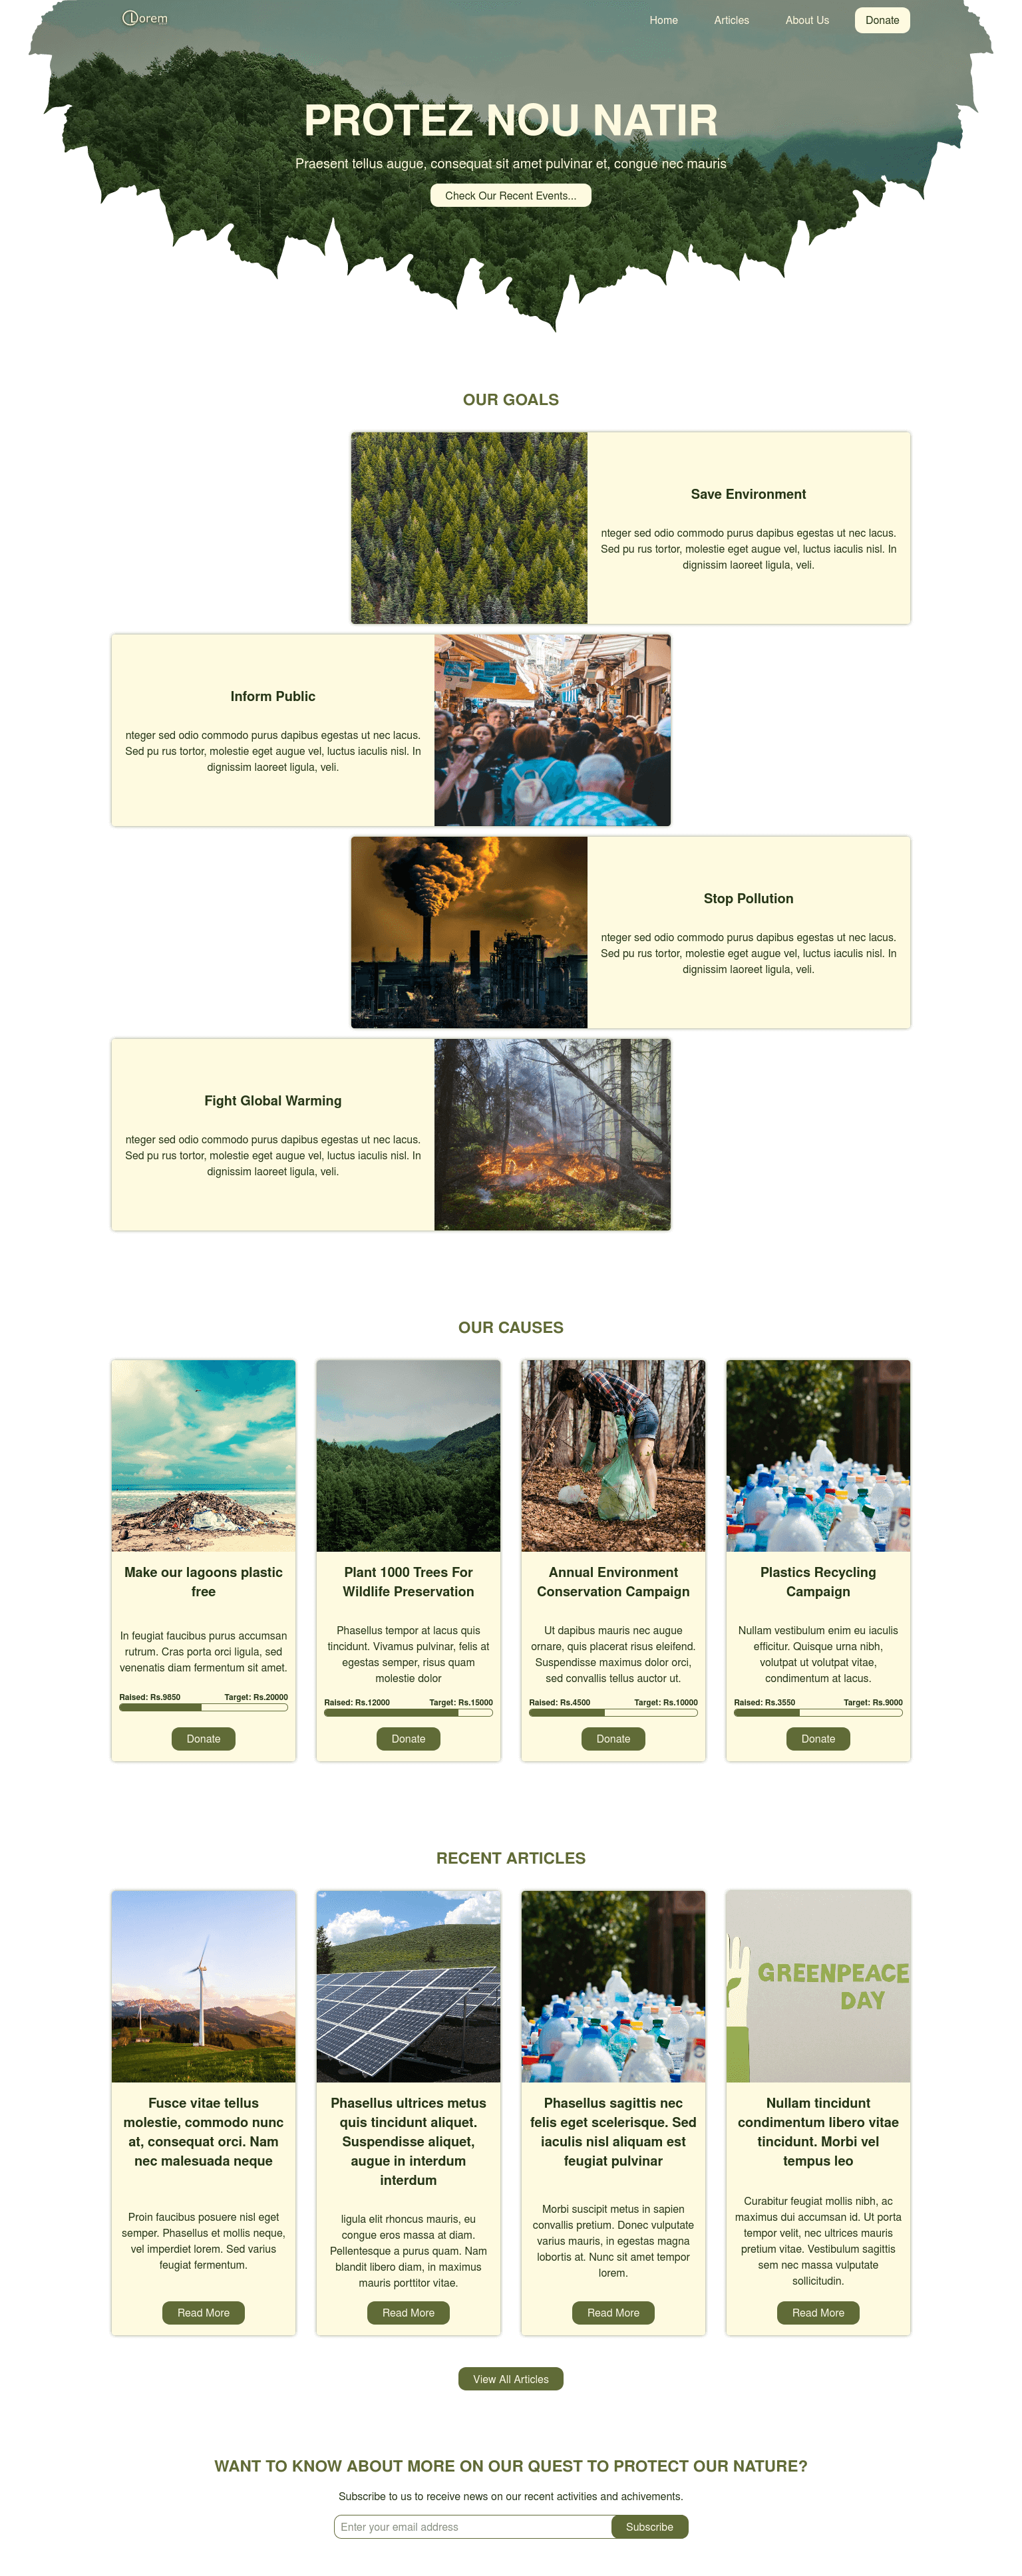 Lorem
Home Articles About Us Donate
PROTEZ NOU NATIR
Praesent tellus augue, consequat sit amet pulvinar et, congue nec mauris
Check Our Recent Events...
OUR GOALS
Save Environment
nteger sed odio commodo purus dapibus egestas ut nec lacus.
Sed pu rus tortor, molestie eget augue vel, luctus iaculis nisl. In
dignissim laoreet ligula, veli.
Inform Public
nteger sed odio commodo purus dapibus egestas ut nec lacus.
Sed pu rus tortor, molestie eget augue vel, luctus iaculis nisl. In
dignissim laoreet ligula, veli.
Stop Pollution
nteger sed odio commodo purus dapibus egestas ut nec lacus.
Sed pu rus tortor, molestie eget augue vel, luctus iaculis nisl. In
dignissim laoreet ligula, veli.
Fight Global Warming
nteger sed odio commodo purus dapibus egestas ut nec lacus.
Sed pu rus tortor, molestie eget augue vel, luctus iaculis nisl. In
dignissim laoreet ligula, veli.
OUR CAUSES
Make our lagoons plastic
free
In feugiat faucibus purus accumsan
rutrum. Cras porta orci ligula, sed
venenatis diam fermentum sit amet.
Raised: Rs.9850 Target: Rs.20000
Donate
Plant 1000 Trees For
Wildlife Preservation
Phasellus tempor at lacus quis
tincidunt. Vivamus pulvinar, felis at
egestas semper, risus quam
molestie dolor
Raised: Rs.12000 Target: Rs.15000
Donate
Annual Environment
Conservation Campaign
Ut dapibus mauris nec augue
ornare, quis placerat risus eleifend.
Suspendisse maximus dolor orci,
sed convallis tellus auctor ut.
Raised: Rs.4500 Target: Rs.10000
Donate
Plastics Recycling
Campaign
Nullam vestibulum enim eu iaculis
efficitur. Quisque urna nibh,
volutpat ut volutpat vitae,
condimentum at lacus.
Raised: Rs.3550 Target: Rs.9000
Donate
RECENT ARTICLES
Fusce vitae tellus
molestie, commodo nunc
at, consequat orci. Nam
nec malesuada neque
Proin faucibus posuere nisl eget
semper. Phasellus et mollis neque,
vel imperdiet lorem. Sed varius
feugiat fermentum.
Read More
Phasellus ultrices metus
quis tincidunt aliquet.
Suspendisse aliquet,
augue in interdum
interdum
ligula elit rhoncus mauris, eu
congue eros massa at diam.
Pellentesque a purus quam. Nam
blandit libero diam, in maximus
mauris porttitor vitae.
Read More
Phasellus sagittis nec
felis eget scelerisque. Sed
iaculis nisl aliquam est
feugiat pulvinar
Morbi suscipit metus in sapien
convallis pretium. Donec vulputate
varius mauris, in egestas magna
lobortis at. Nunc sit amet tempor
lorem.
Read More
GREENPEACE
DAY
Nullam tincidunt
condimentum libero vitae
tincidunt. Morbi vel
tempus leo
Curabitur feugiat mollis nibh, ac
maximus dui accumsan id. Ut porta
tempor velit, nec ultrices mauris
pretium vitae. Vestibulum sagittis
sem nec massa vulputate
sollicitudin.
Read More
View All Articles
WANT TO KNOW ABOUT MORE ON OUR QUEST TO PROTECT OUR NATURE?
Subscribe to us to receive news on our recent activities and achivements.
Enter your email address Subscribe